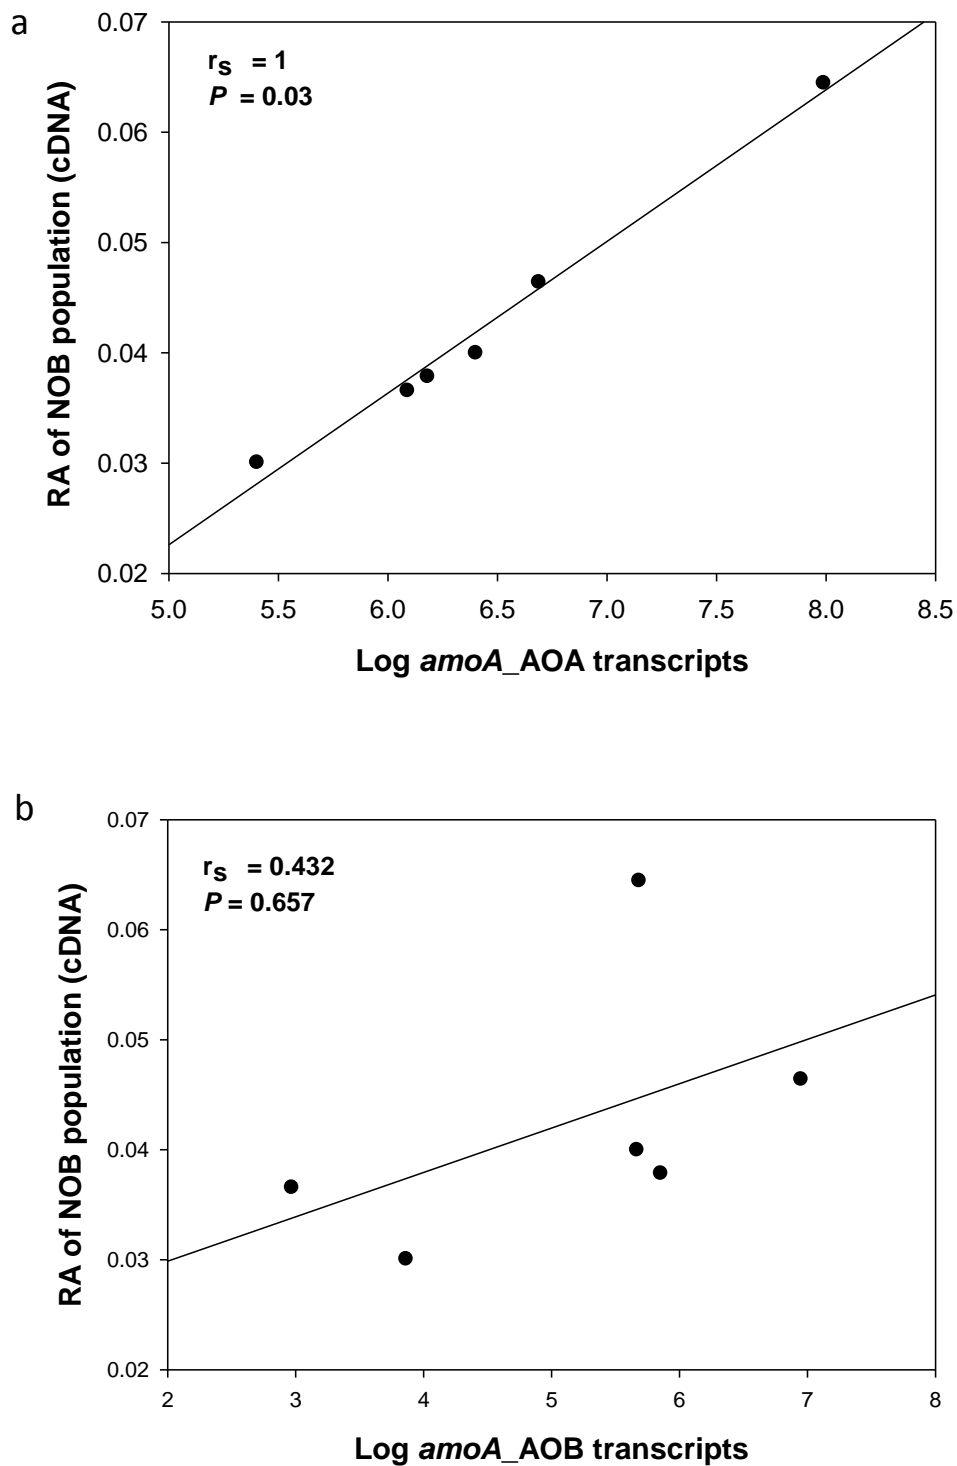 a
0.07
0.06
0.05
0.04
0.03
0.02
RA of NOB population (cDNA)
rS = 1
P = 0.03
5.0 5.5 6.0 6.5 7.0 7.5 8.0 8.5
Log amoA_AOA transcripts
b
0.07
0.06
0.05
0.04
0.03
0.02
RA of NOB population (cDNA)
rS = 0.432
P = 0.657
2 3 4 5 6 7 8
Log amoA_AOB transcripts